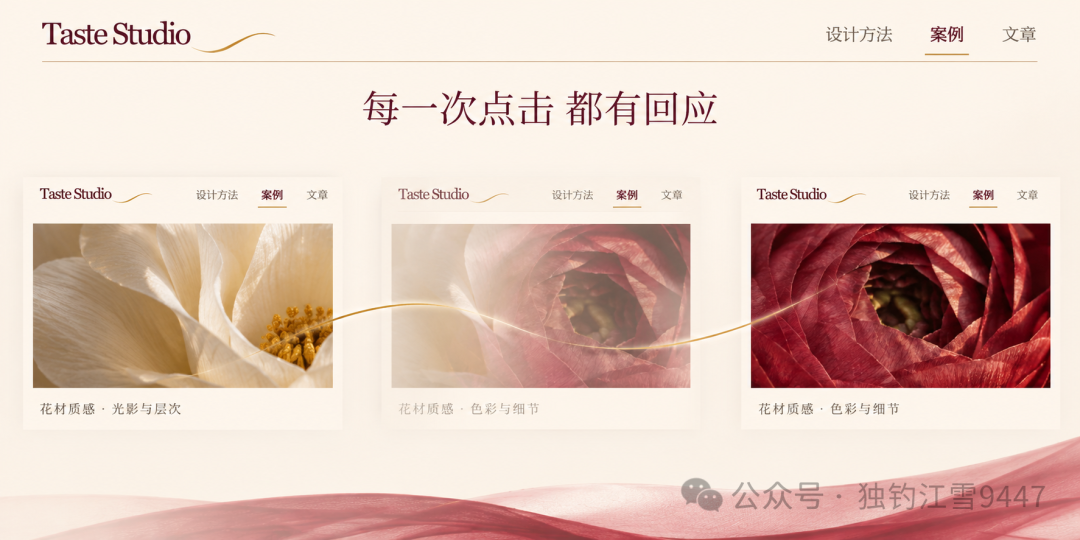 Taste Studio
设计方法 案例 文章
每一次点击 都有回应
Taste Studio 设计方法 案例 文章
花材质感 · 光影与层次
Taste Studio 设计方法 案例 文章
花材质感 · 色彩与细节
Taste Studio 设计方法 案例 文章
花材质感 · 色彩与细节
公众号 · 独钓江雪9447